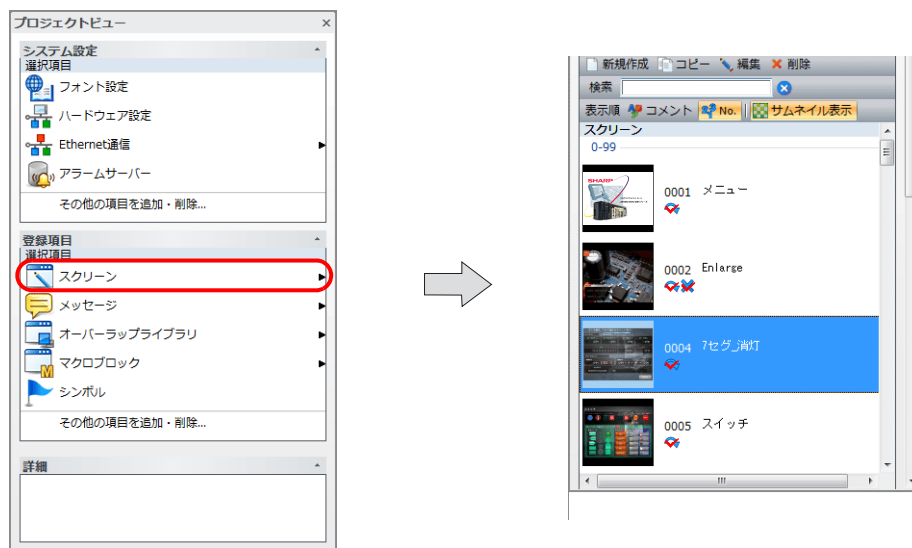 プロジェクトビュー
システム設定
選択項目
フォント設定
ハードウェア設定
Ethernet通信
アラームサーバー
その他の項目を追加・削除...
登録項目
選択項目
スクリーン
メッセージ
オーバーラップライブラリ
マクロブロック
シンボル
その他の項目を追加・削除...
詳細
新規作成 コピー 編集 削除
検索
表示順 コメント No. サムネイル表示
スクリーン
0-99
SHARP
0001 メニュー
0002 Enlarge
0004 7セグ_消灯
0005 スイッチ